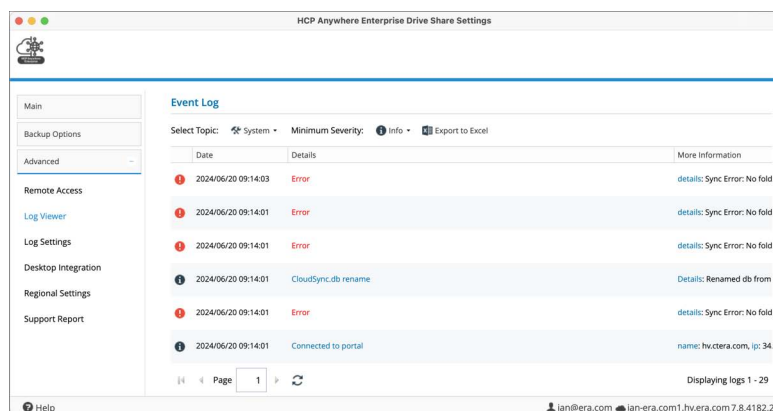 HCP Anywhere Enterprise Drive Share Settings
Main
Backup Options
Advanced
Remote Access
Log Viewer
Log Settings
Desktop Integration
Regional Settings
Support Report
Event Log
Select Topic: System Minimum Severity: Info Export to Excel
Date Details More Information
2024/06/20 09:14:03 Error details: Sync Error: No fold
2024/06/20 09:14:01 Error details: Sync Error: No fold
2024/06/20 09:14:01 Error details: Sync Error: No fold
2024/06/20 09:14:01 CloudSync.db rename Details: Renamed db from
2024/06/20 09:14:01 Error details: Sync Error: No fold
2024/06/20 09:14:01 Connected to portal name: hv.ctera.com, ip: 34.
Page 1 Displaying logs 1 - 29
Help ian@era.com ian-era.com1.hv.era.com 7.8.4182.2